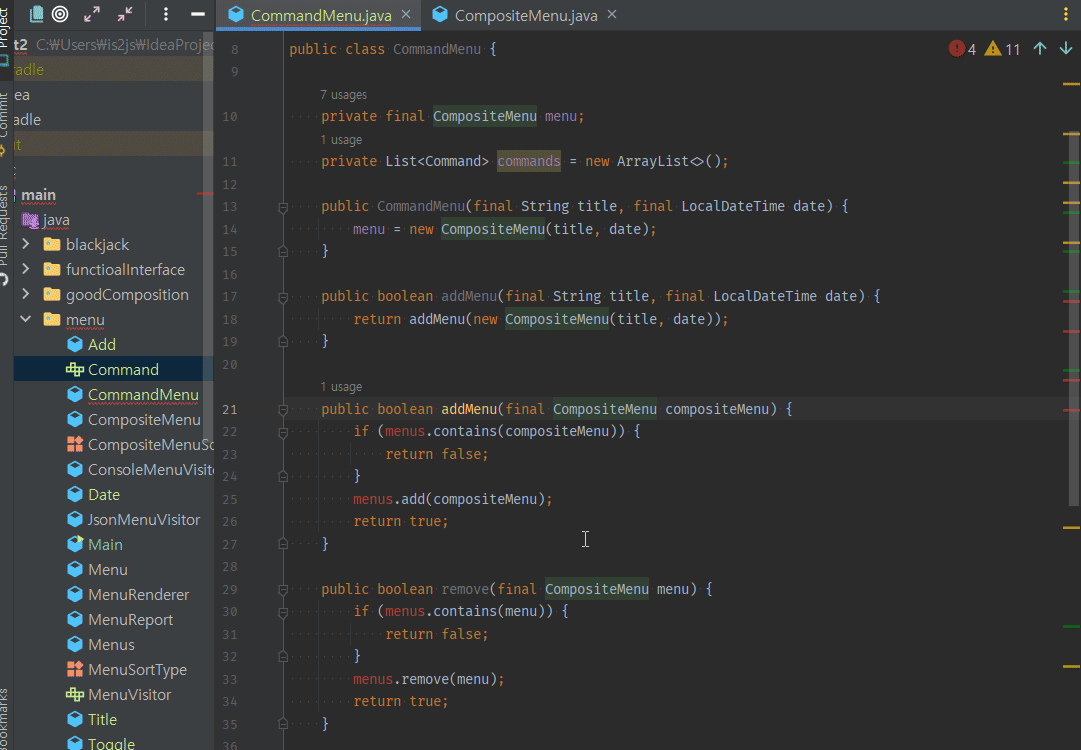 CommandMenu.java
CompositeMenu.java
Project
Commit
Pull Requests
ookmarks
t2 C:₩Users₩is2js₩IdeaProjec
adle
ea
adle
t
main
java
blackjack
functioalInterface
goodComposition
menu
Add
Command
CommandMenu
CompositeMenu
CompositeMenuSo
ConsoleMenuVisito
Date
JsonMenuVisitor
Main
Menu
MenuRenderer
MenuReport
Menus
MenuSortType
MenuVisitor
Title
Toggle
4 11
8 public class CommandMenu {
9
7 usages
10 private final CompositeMenu menu;
1 usage
11 private List<Command> commands = new ArrayList<>();
12
13 public CommandMenu(final String title, final LocalDateTime date) {
14 menu = new CompositeMenu(title, date);
15 }
16
17 public boolean addMenu(final String title, final LocalDateTime date) {
18 return addMenu(new CompositeMenu(title, date));
19 }
20
1 usage
21 public boolean addMenu(final CompositeMenu compositeMenu) {
22 if (menus.contains(compositeMenu)) {
23 return false;
24 }
25 menus.add(compositeMenu);
26 return true;
27 }
28
29 public boolean remove(final CompositeMenu menu) {
30 if (menus.contains(menu)) {
31 return false;
32 }
33 menus.remove(menu);
34 return true;
35 }
36